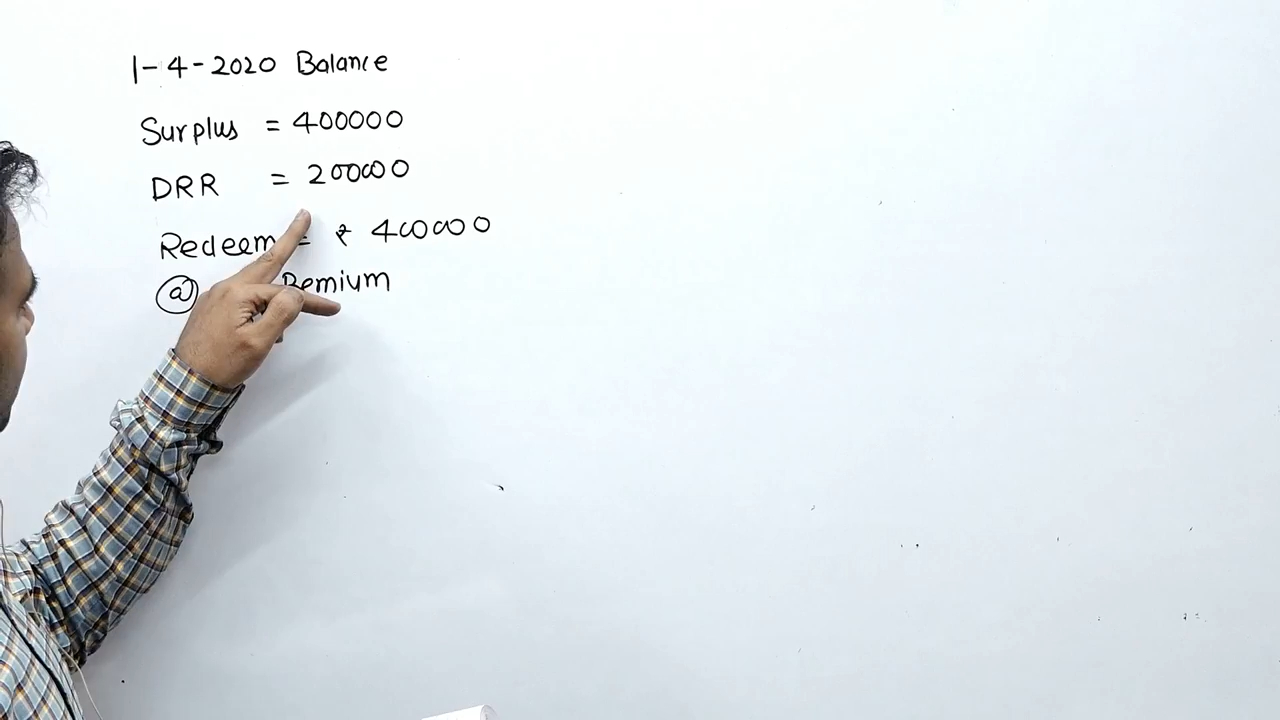 1-4-2020 Balance
Surplus = 400000
DRR = 200000
Redeem = ₹ 400000
@ Premium